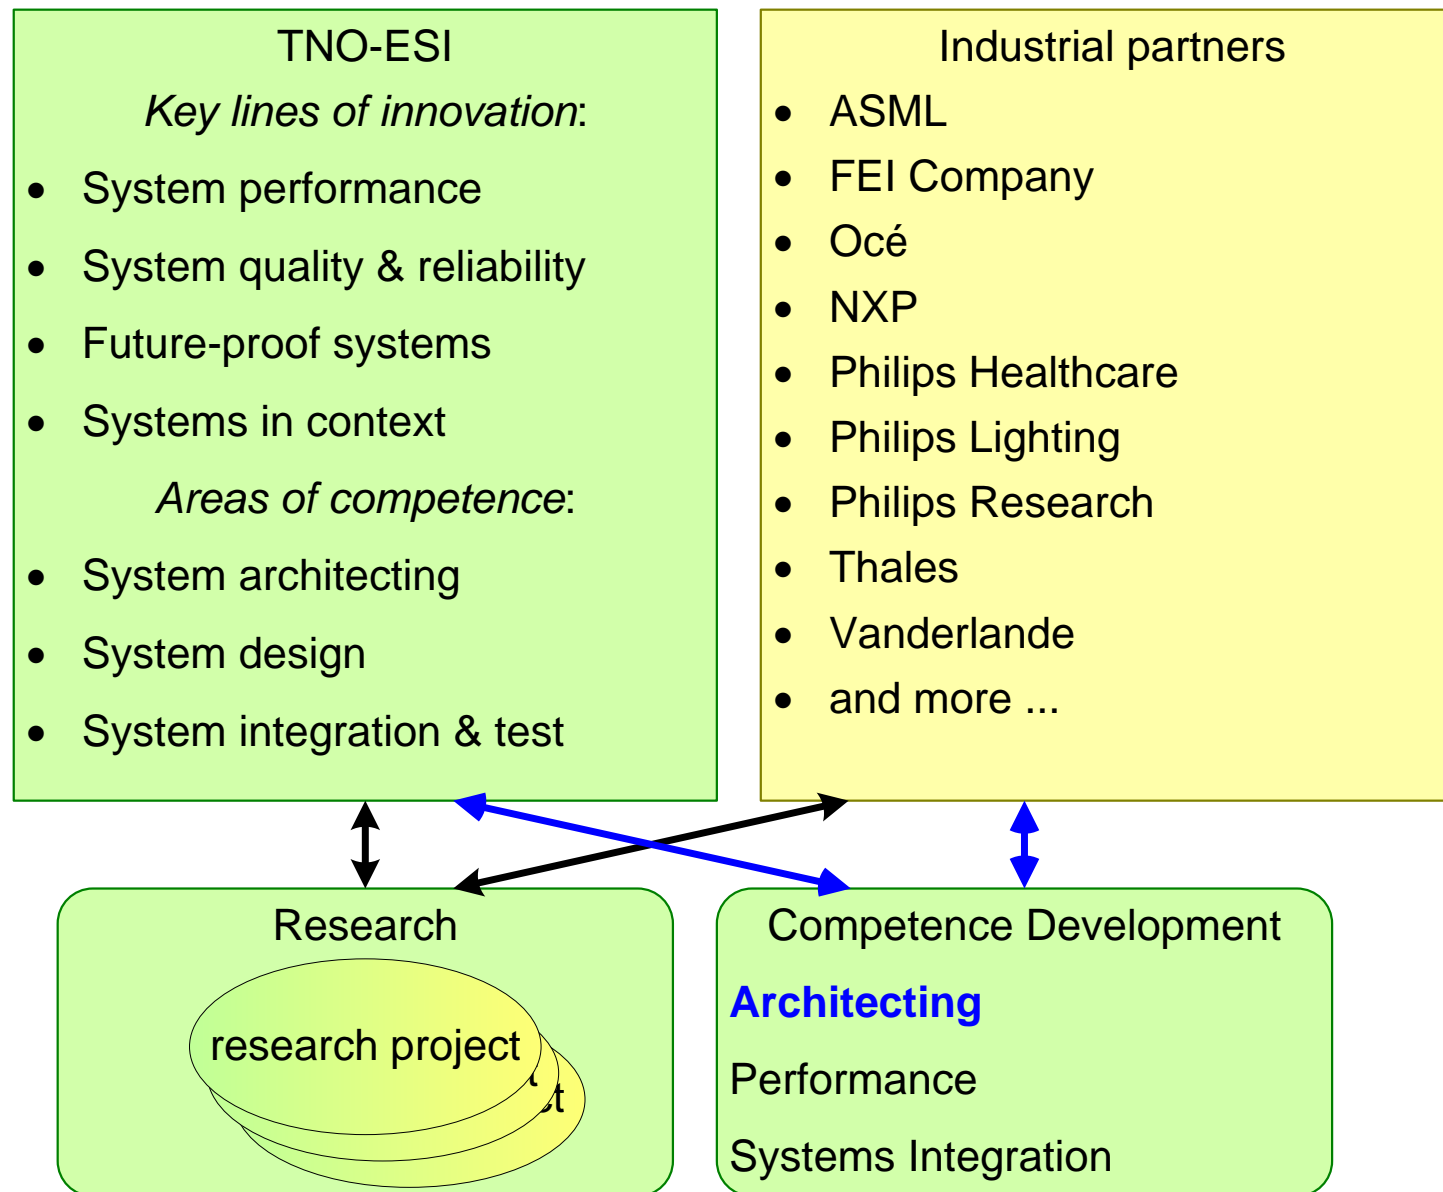 TNO-ESI
Key lines of innovation:
• System performance
• System quality & reliability
• Future-proof systems
• Systems in context
Areas of competence:
• System architecting
• System design
• System integration & test
Industrial partners
• ASML
• FEI Company
• Océ
• NXP
• Philips Healthcare
• Philips Lighting
• Philips Research
• Thales
• Vanderlande
• and more ...
Research
research project
Competence Development
Architecting
Performance
Systems Integration